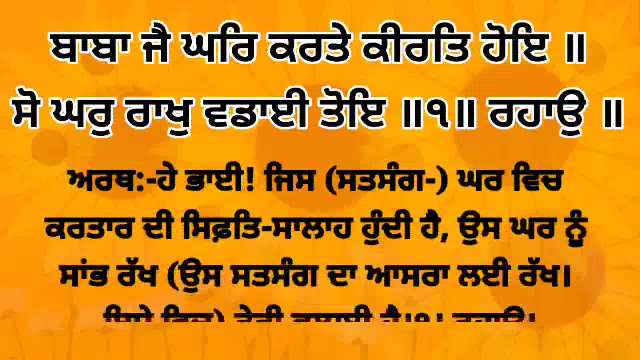 ਬਾਬਾ ਜੈ ਘਰਿ ਕਰਤੇ ਕੀਰਤਿ ਹੋਇ ॥
ਸੋ ਘਰੁ ਰਾਖੁ ਵਡਾਈ ਤੋਇ ॥੧॥ ਰਹਾਉ ॥
ਅਰਥ:-ਹੇ ਭਾਈ! ਜਿਸ (ਸਤਸੰਗ-) ਘਰ ਵਿਚ
ਕਰਤਾਰ ਦੀ ਸਿਫ਼ਤਿ-ਸਾਲਾਹ ਹੁੰਦੀ ਹੈ, ਉਸ ਘਰ ਨੂੰ
ਸਾਂਭ ਰੱਖ (ਉਸ ਸਤਸੰਗ ਦਾ ਆਸਰਾ ਲਈ ਰੱਖ।